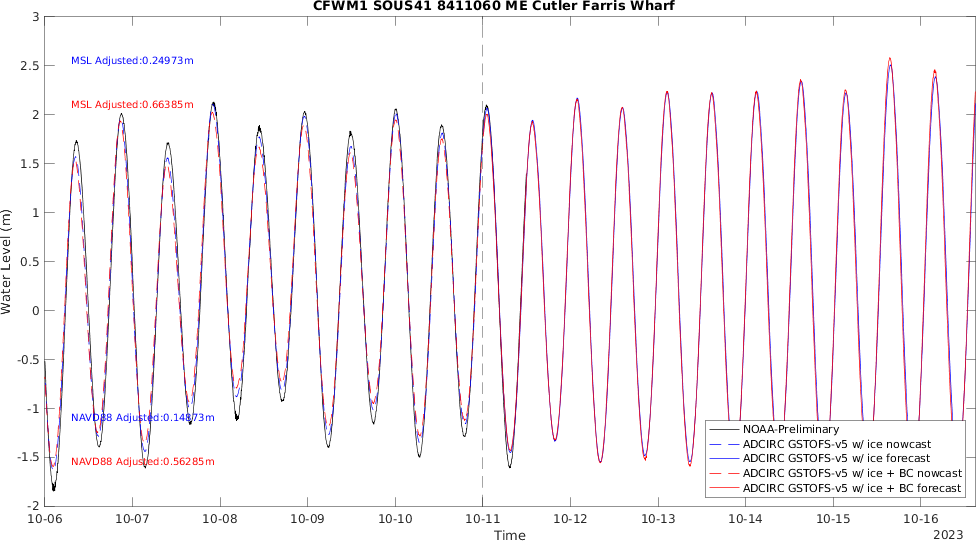 CFWM1 SOUS41 8411060 ME Cutler Farris Wharf
3
2.5
2
1.5
1
0.5
0
-0.5
-1
-1.5
-2
Water Level (m)
MSL Adjusted:0.24973m
MSL Adjusted:0.66385m
NAVD88 Adjusted:0.14873m
NAVD88 Adjusted:0.56285m
NOAA-Preliminary
ADCIRC GSTOFS-v5 w/ ice nowcast
ADCIRC GSTOFS-v5 w/ ice forecast
ADCIRC GSTOFS-v5 w/ ice + BC nowcast
ADCIRC GSTOFS-v5 w/ ice + BC forecast
10-06 10-07 10-08 10-09 10-10 10-11 10-12 10-13 10-14 10-15 10-16
Time
2023